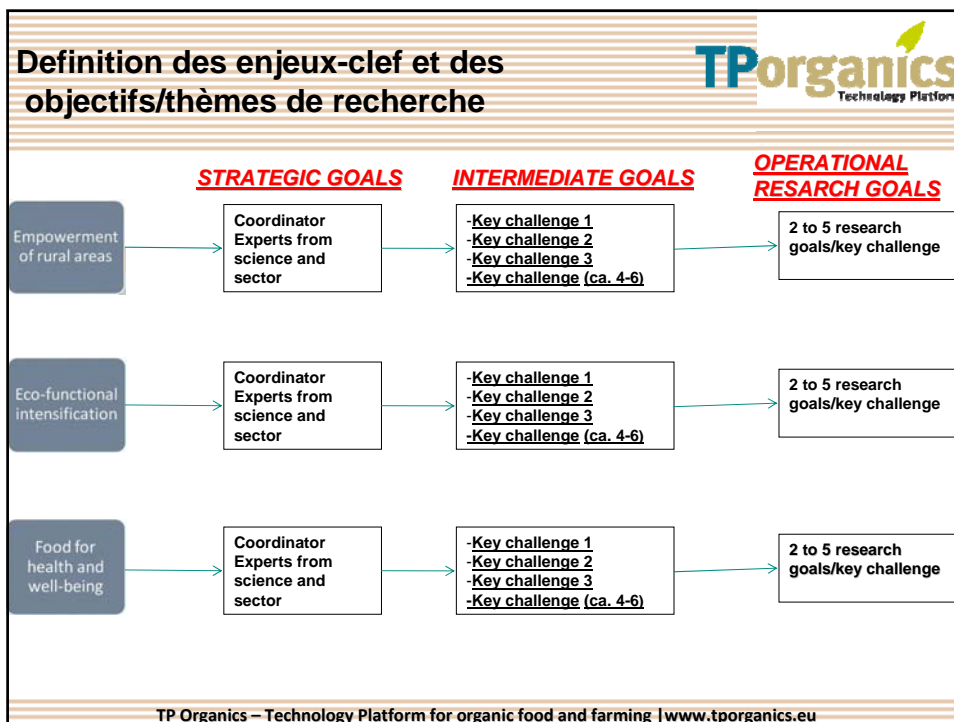 Definition des enjeux-clef et des
objectifs/thèmes de recherche
TPorganics
Technology Platform
STRATEGIC GOALS
INTERMEDIATE GOALS
OPERATIONAL
RESARCH GOALS
Empowerment
of rural areas
Coordinator
Experts from
science and
sector
-Key challenge 1
-Key challenge 2
-Key challenge 3
-Key challenge (ca. 4-6)
2 to 5 research
goals/key challenge
Eco-functional
intensification
Coordinator
Experts from
science and
sector
-Key challenge 1
-Key challenge 2
-Key challenge 3
-Key challenge (ca. 4-6)
2 to 5 research
goals/key challenge
Food for
health and
well-being
Coordinator
Experts from
science and
sector
-Key challenge 1
-Key challenge 2
-Key challenge 3
-Key challenge (ca. 4-6)
2 to 5 research
goals/key challenge
TP Organics – Technology Platform for organic food and farming |www.tporganics.eu